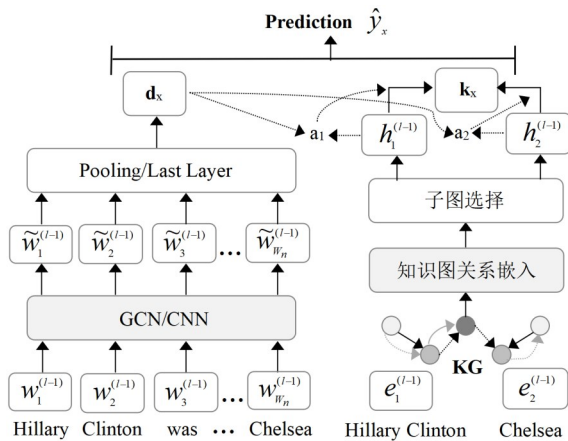 Prediction ŷₓ
dₓ
kₓ
a₁ h₁^(l−1) a₂ h₂^(l−1)
Pooling/Last Layer
子图选择
w̃₁^(l−1) w̃₂^(l−1) w̃₃^(l−1) ... w̃_{Wₙ}^(l−1)
知识图关系嵌入
GCN/CNN
KG
w₁^(l−1) w₂^(l−1) w₃^(l−1) ... w_{Wₙ}^(l−1)
e₁^(l−1) e₂^(l−1)
Hillary Clinton was ... Chelsea
Hillary Clinton Chelsea